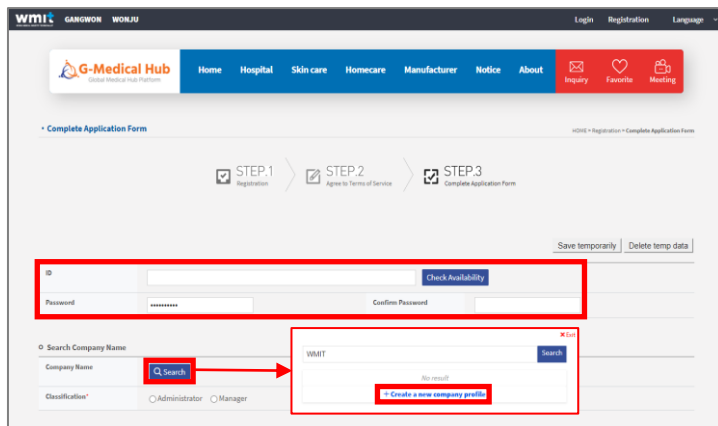 wmit GANGWON WONJU Login Registration Language
G-Medical Hub
Global Medical Hub Platform
Home Hospital Skin care Homecare Manufacturer Notice About Inquiry Favorite Meeting
• Complete Application Form HOME > Registration > Complete Application Form
STEP.1 STEP.2 STEP.3
Registration Agree to Terms of Service Complete Application Form
Save temporarily Delete temp data
ID Check Availability
Password •••••••••• Confirm Password
Search Company Name
Company Name Search
Classification* Administrator Manager
× Exit
WMIT Search
No result
+ Create a new company profile